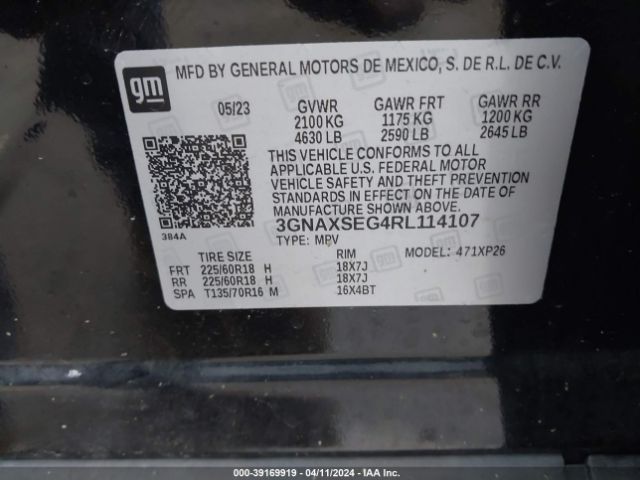 gm
MFD BY GENERAL MOTORS DE MEXICO, S. DE R.L. DE C.V.
05/23 GVWR GAWR FRT GAWR RR
2100 KG 1175 KG 1200 KG
4630 LB 2590 LB 2645 LB
THIS VEHICLE CONFORMS TO ALL
APPLICABLE U.S. FEDERAL MOTOR
VEHICLE SAFETY AND THEFT PREVENTION
STANDARDS IN EFFECT ON THE DATE OF
MANUFACTURE SHOWN ABOVE.
3GNAXSEG4RL114107
384A
TYPE: MPV MODEL: 471XP26
TIRE SIZE RIM
FRT 225/60R18 H 18X7J
RR 225/60R18 H 18X7J
SPA T135/70R16 M 16X4BT
000-39169919 - 04/11/2024 - IAA Inc.